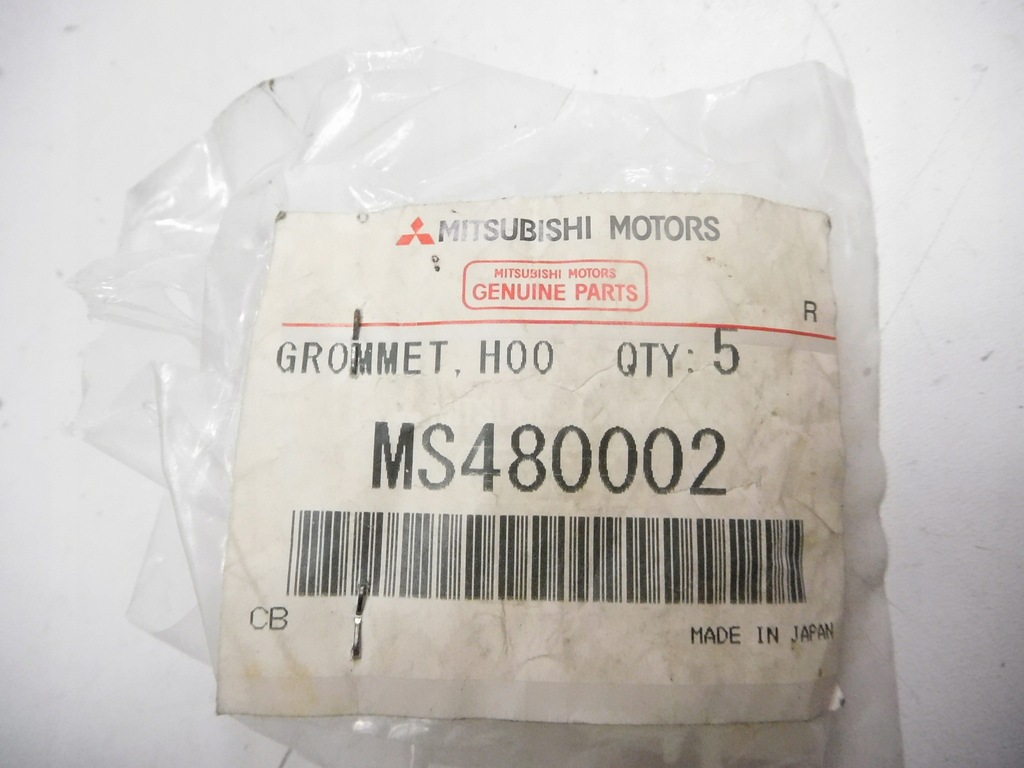 MITSUBISHI MOTORS
MITSUBISHI MOTORS
GENUINE PARTS
R
GROMMET, HOO QTY: 5
MS480002
CB
MADE IN JAPAN